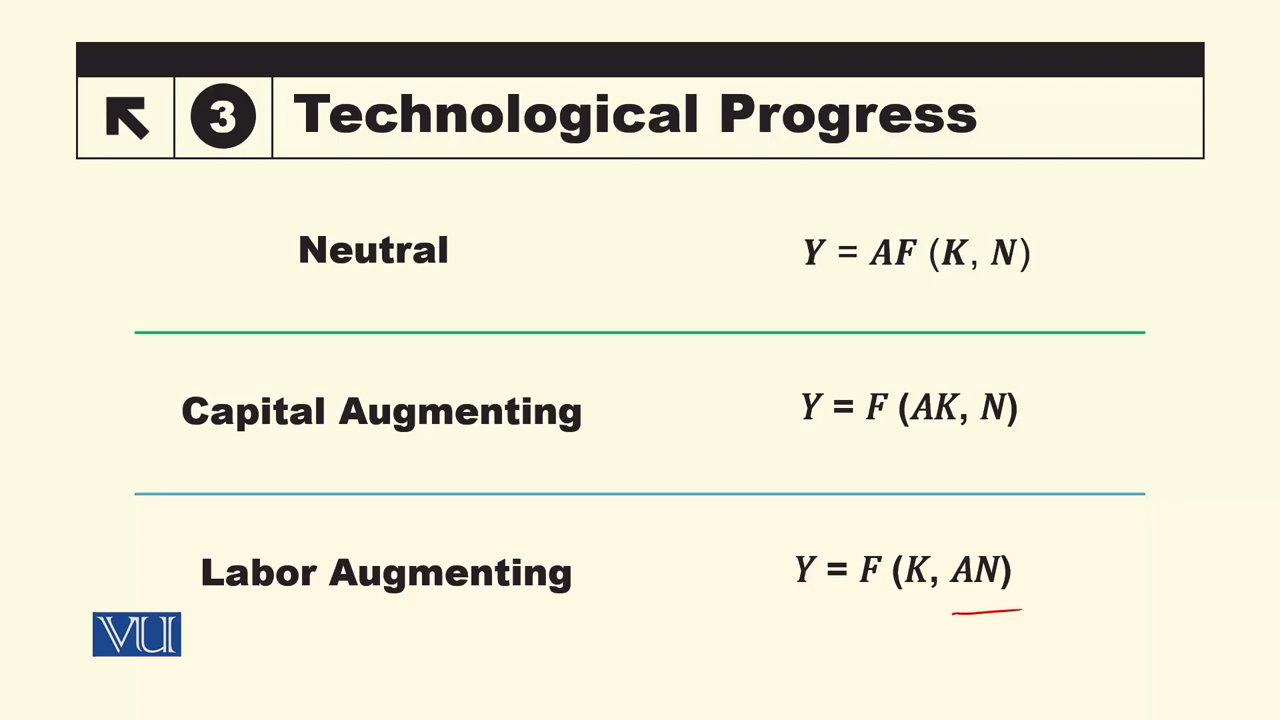 3 Technological Progress
Neutral Y = AF (K, N)
Capital Augmenting Y = F (AK, N)
Labor Augmenting Y = F (K, AN)
VU